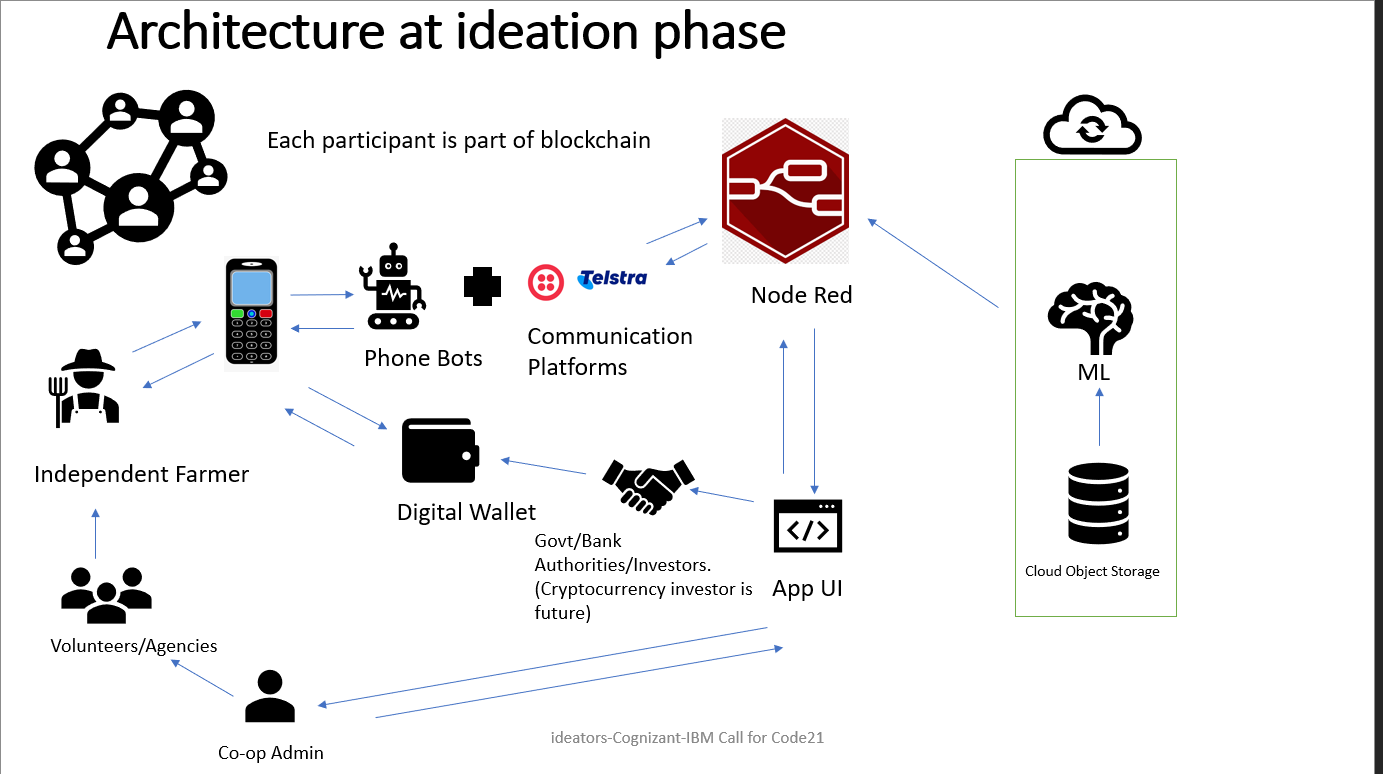 Architecture at ideation phase
Each participant is part of blockchain
Telstra
Node Red
Communication
Platforms
Phone Bots
ML
Independent Farmer
Digital Wallet
Govt/Bank
Authorities/Investors.
(Cryptocurrency investor is
future)
App UI
Cloud Object Storage
Volunteers/Agencies
Co-op Admin
ideators-Cognizant-IBM Call for Code21